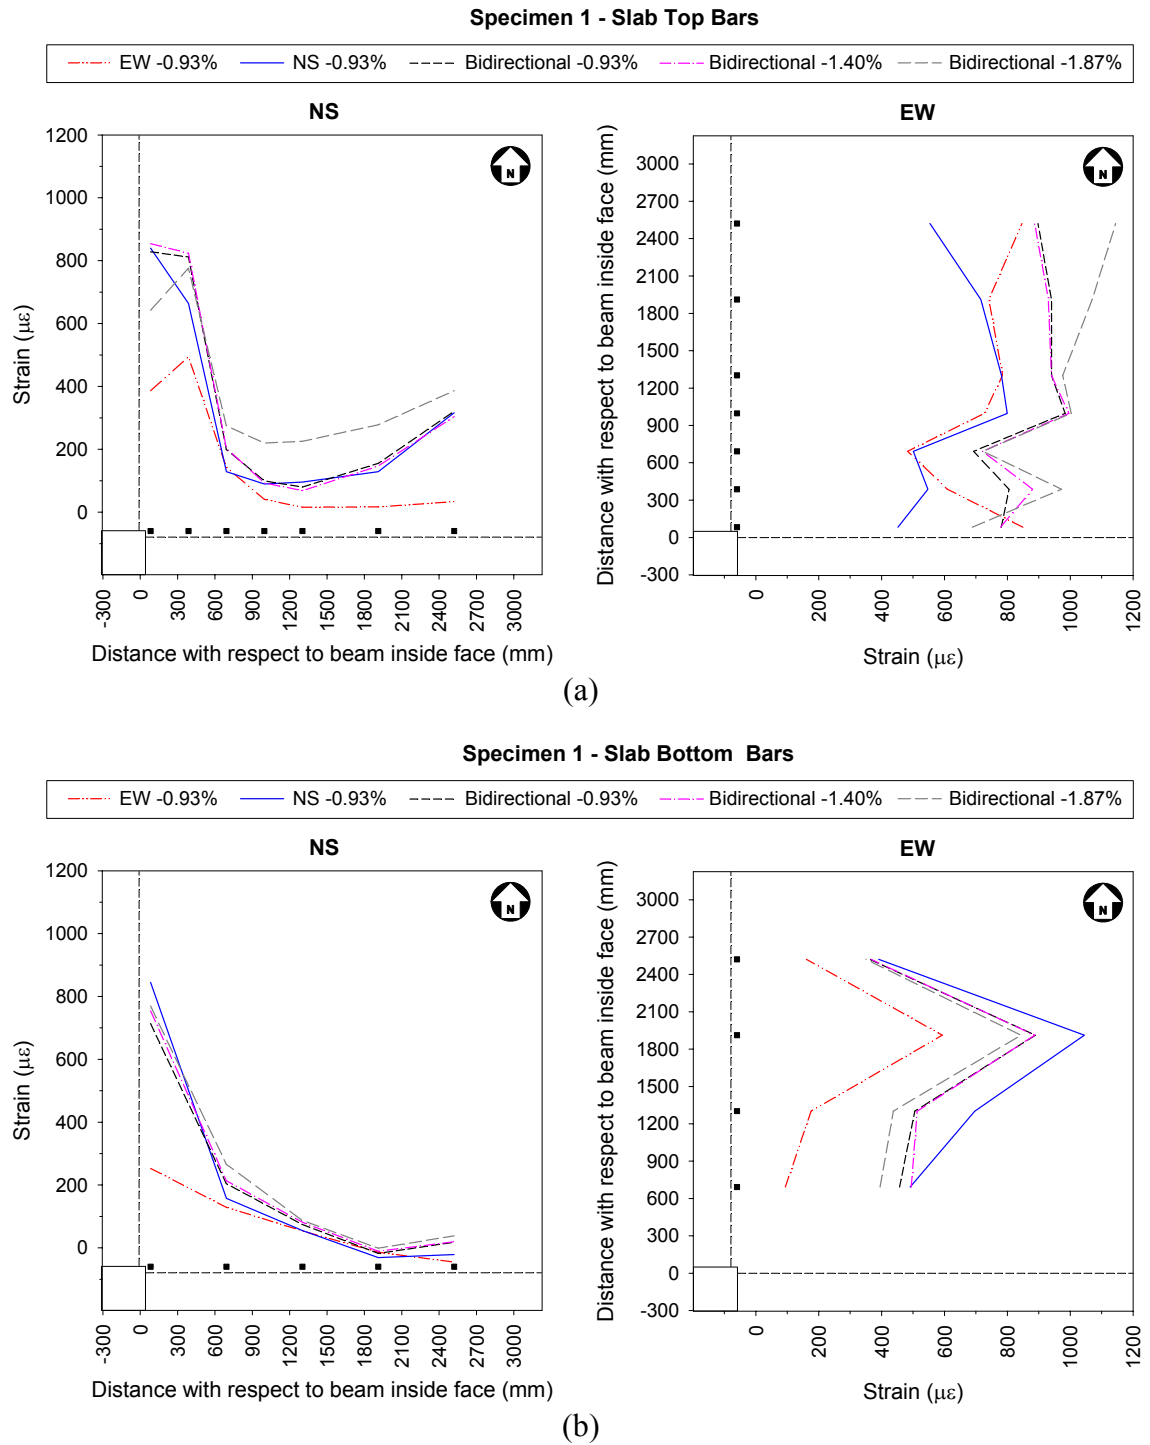 Specimen 1 - Slab Top Bars
EW -0.93% NS -0.93% Bidirectional -0.93% Bidirectional -1.40% Bidirectional -1.87%
NS
1200
1000
800
600
400
200
0
Strain (με)
N
-300 0 300 600 900 1200 1500 1800 2100 2400 2700 3000
Distance with respect to beam inside face (mm)
EW
3000
2700
2400
2100
1800
1500
1200
900
600
300
0
-300
Distance with respect to beam inside face (mm)
N
0 200 400 600 800 1000 1200
Strain (με)
(a)
Specimen 1 - Slab Bottom Bars
EW -0.93% NS -0.93% Bidirectional -0.93% Bidirectional -1.40% Bidirectional -1.87%
NS
1200
1000
800
600
400
200
0
Strain (με)
N
-300 0 300 600 900 1200 1500 1800 2100 2400 2700 3000
Distance with respect to beam inside face (mm)
EW
3000
2700
2400
2100
1800
1500
1200
900
600
300
0
-300
Distance with respect to beam inside face (mm)
N
0 200 400 600 800 1000 1200
Strain (με)
(b)